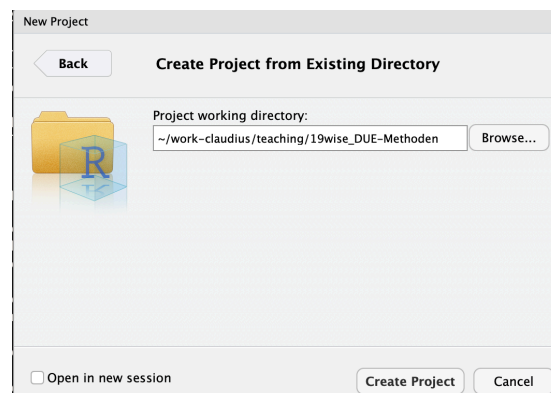 New Project
Back
Create Project from Existing Directory
Project working directory:
~/work-claudius/teaching/19wise_DUE-Methoden
Browse...
R
Open in new session
Create Project
Cancel